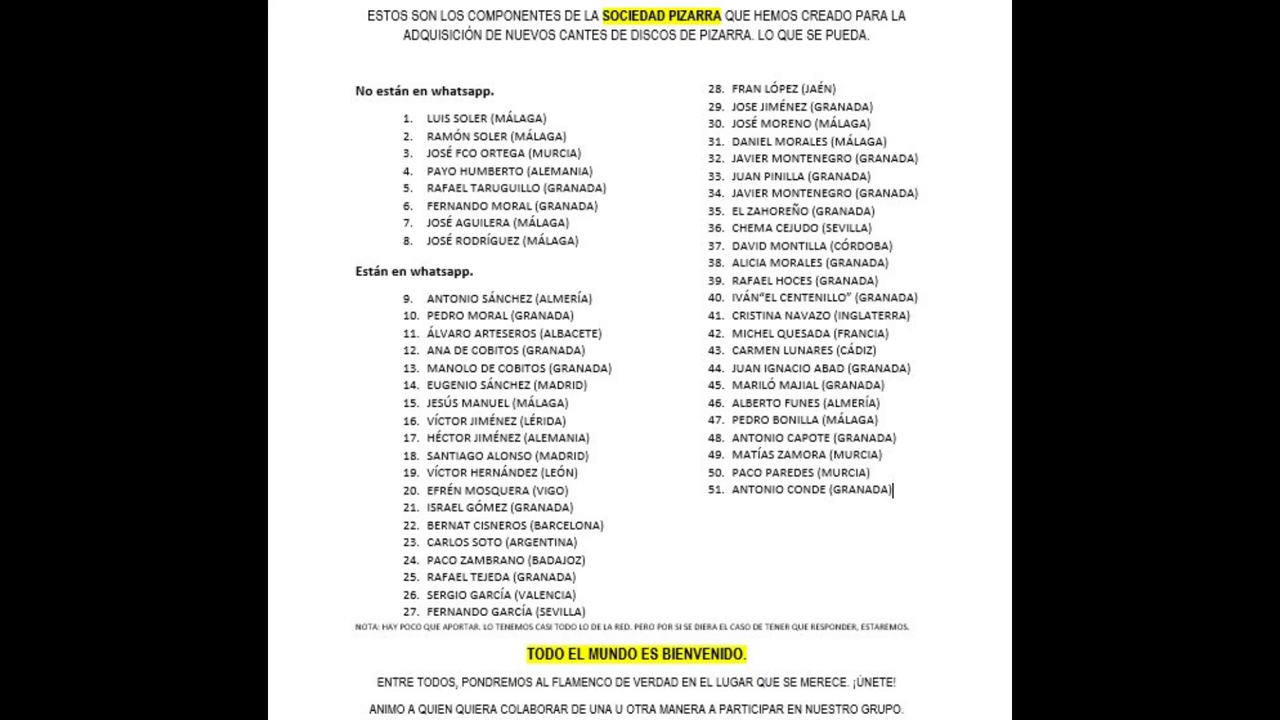 ESTOS SON LOS COMPONENTES DE LA SOCIEDAD PIZARRA QUE HEMOS CREADO PARA LA
ADQUISICIÓN DE NUEVOS CANTES DE DISCOS DE PIZARRA. LO QUE SE PUEDA.
No están en whatsapp.
1. LUIS SOLER (MÁLAGA)
2. RAMÓN SOLER (MÁLAGA)
3. JOSÉ FCO ORTEGA (MURCIA)
4. PAYO HUMBERTO (ALEMANIA)
5. RAFAEL TARUGUILLO (GRANADA)
6. FERNANDO MORAL (GRANADA)
7. JOSÉ AGUILERA (MÁLAGA)
8. JOSÉ RODRÍGUEZ (MÁLAGA)
Están en whatsapp.
9. ANTONIO SÁNCHEZ (ALMERÍA)
10. PEDRO MORAL (GRANADA)
11. ÁLVARO ARTESEROS (ALBACETE)
12. ANA DE COBITOS (GRANADA)
13. MANOLO DE COBITOS (GRANADA)
14. EUGENIO SÁNCHEZ (MADRID)
15. JESÚS MANUEL (MÁLAGA)
16. VÍCTOR JIMÉNEZ (LÉRIDA)
17. HÉCTOR JIMÉNEZ (ALEMANIA)
18. SANTIAGO ALONSO (MADRID)
19. VÍCTOR HERNÁNDEZ (LEÓN)
20. EFRÉN MOSQUERA (VIGO)
21. ISRAEL GÓMEZ (GRANADA)
22. BERNAT CISNEROS (BARCELONA)
23. CARLOS SOTO (ARGENTINA)
24. PACO ZAMBRANO (BADAJOZ)
25. RAFAEL TEJEDA (GRANADA)
26. SERGIO GARCÍA (VALENCIA)
27. FERNANDO GARCÍA (SEVILLA)
28. FRAN LÓPEZ (JAÉN)
29. JOSE JIMÉNEZ (GRANADA)
30. JOSÉ MORENO (MÁLAGA)
31. DANIEL MORALES (MÁLAGA)
32. JAVIER MONTENEGRO (GRANADA)
33. JUAN PINILLA (GRANADA)
34. JAVIER MONTENEGRO (GRANADA)
35. EL ZAHOREÑO (GRANADA)
36. CHEMA CEJUDO (SEVILLA)
37. DAVID MONTILLA (CÓRDOBA)
38. ALICIA MORALES (GRANADA)
39. RAFAEL HOCES (GRANADA)
40. IVÁN“EL CENTENILLO” (GRANADA)
41. CRISTINA NAVAZO (INGLATERRA)
42. MICHEL QUESADA (FRANCIA)
43. CARMEN LUNARES (CÁDIZ)
44. JUAN IGNACIO ABAD (GRANADA)
45. MARILÓ MAJIAL (GRANADA)
46. ALBERTO FUNES (ALMERÍA)
47. PEDRO BONILLA (MÁLAGA)
48. ANTONIO CAPOTE (GRANADA)
49. MATÍAS ZAMORA (MURCIA)
50. PACO PAREDES (MURCIA)
51. ANTONIO CONDE (GRANADA)
NOTA: HAY POCO QUE APORTAR. LO TENEMOS CASI TODO LO DE LA RED. PERO POR SI SE DIERA EL CASO DE TENER QUE RESPONDER, ESTAREMOS.
TODO EL MUNDO ES BIENVENIDO.
ENTRE TODOS, PONDREMOS AL FLAMENCO DE VERDAD EN EL LUGAR QUE SE MERECE. ¡ÚNETE!
ANIMO A QUIEN QUIERA COLABORAR DE UNA U OTRA MANERA A PARTICIPAR EN NUESTRO GRUPO.